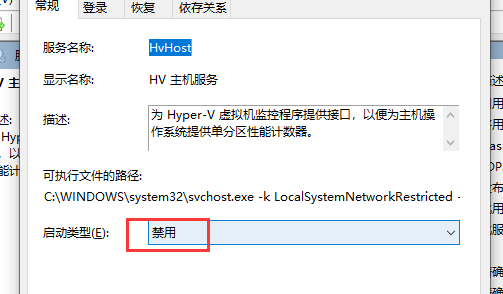 常规 登录 恢复 依存关系
服务名称: HvHost
显示名称: HV 主机服务
描述: 为 Hyper-V 虚拟机监控程序提供接口，以便为主机操
作系统提供单分区性能计数器。
可执行文件的路径:
C:\WINDOWS\system32\svchost.exe -k LocalSystemNetworkRestricted -
启动类型(E): 禁用